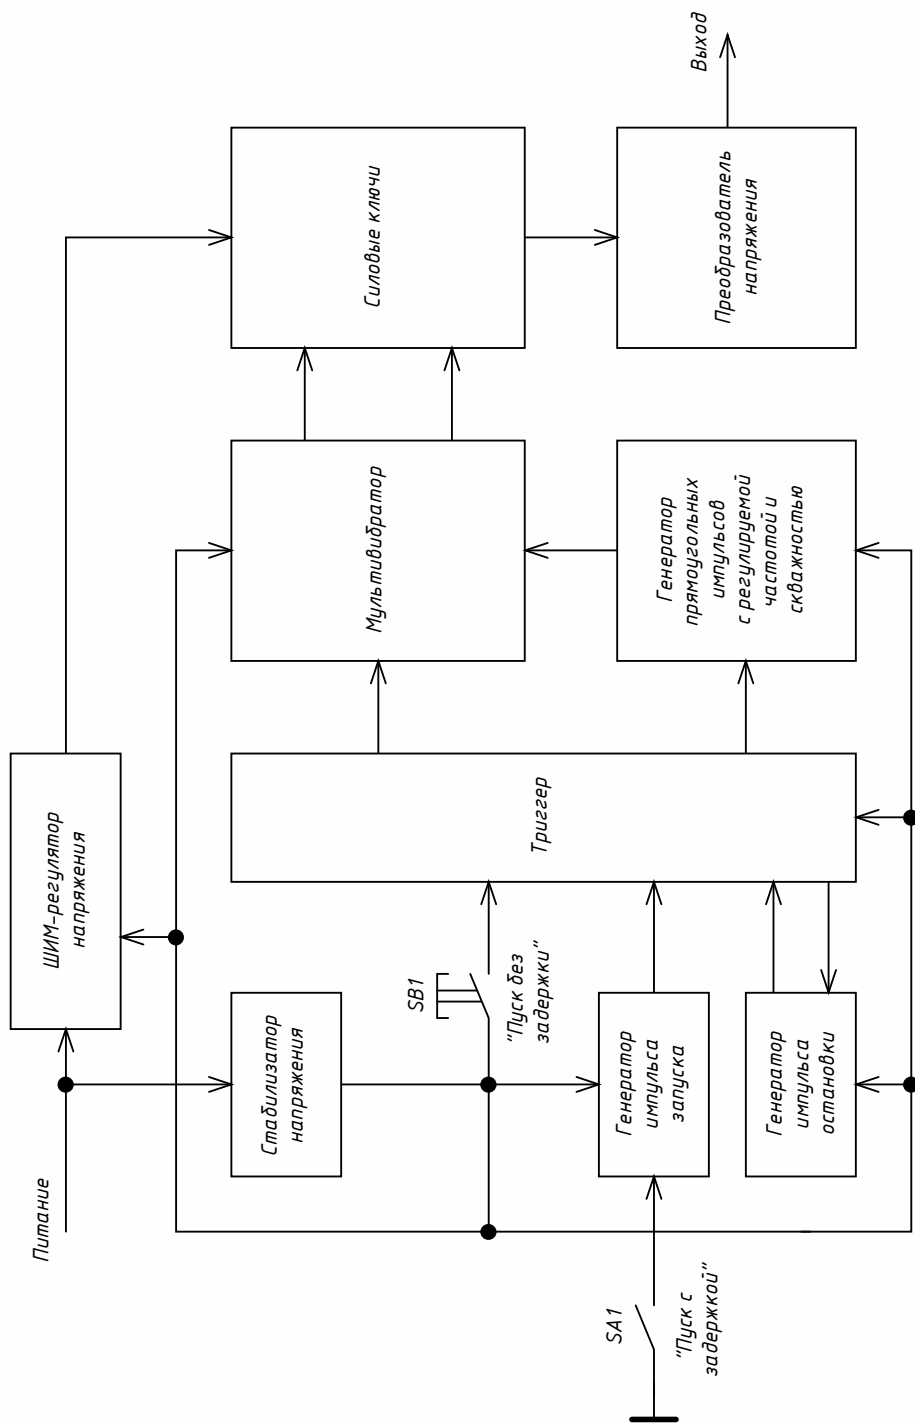 Питание
ШИМ-регулятор
напряжения
Стабилизатор
напряжения
SB1
"Пуск без
задержки"
SA1
"Пуск с
задержкой"
Генератор
импульса
запуска
Генератор
импульса
остановки
Триггер
Мультивибратор
Генератор
прямоугольных
импульсов
с регулируемой
частотой и
скважностью
Силовые ключи
Преобразователь
напряжения
Выход